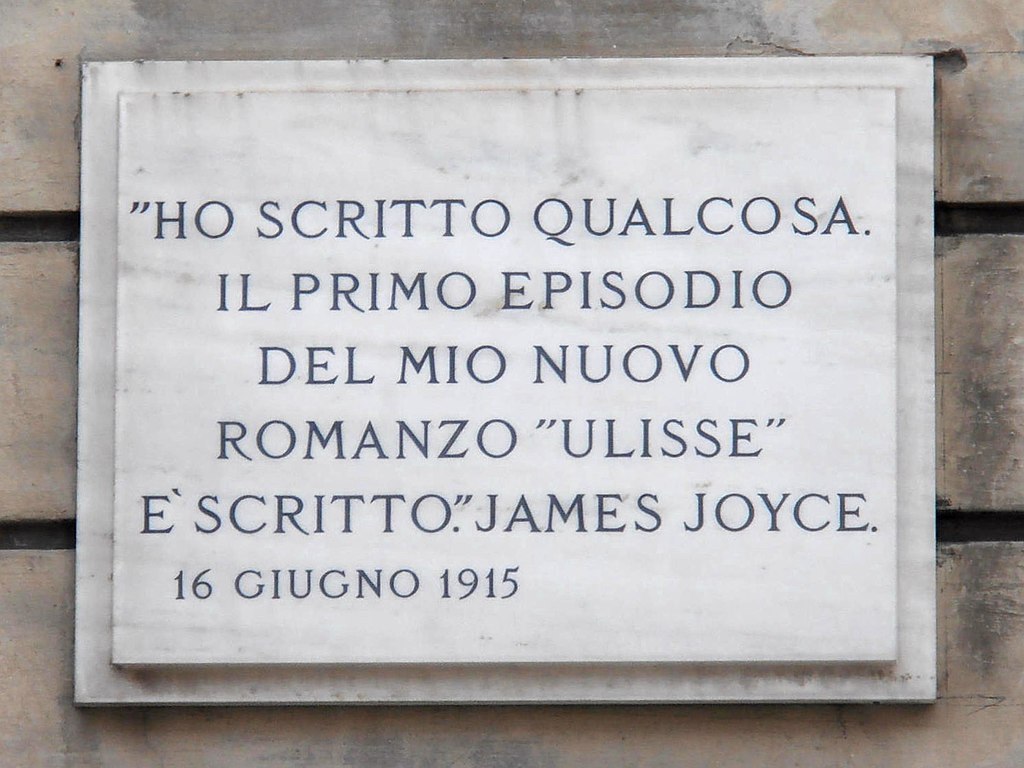 "HO SCRITTO QUALCOSA.
IL PRIMO EPISODIO
DEL MIO NUOVO
ROMANZO "ULISSE"
E` SCRITTO." JAMES JOYCE.
16 GIUGNO 1915